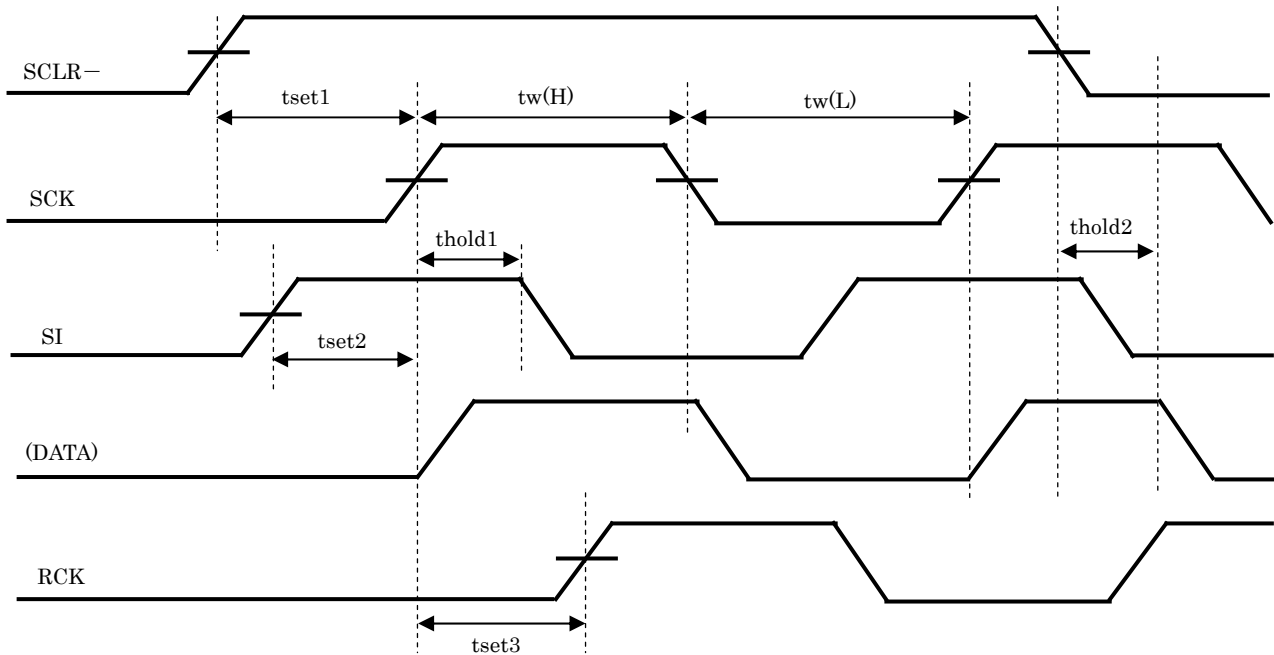 SCLR−
tset1
tw(H)
tw(L)
SCK
thold1
thold2
SI
tset2
(DATA)
RCK
tset3